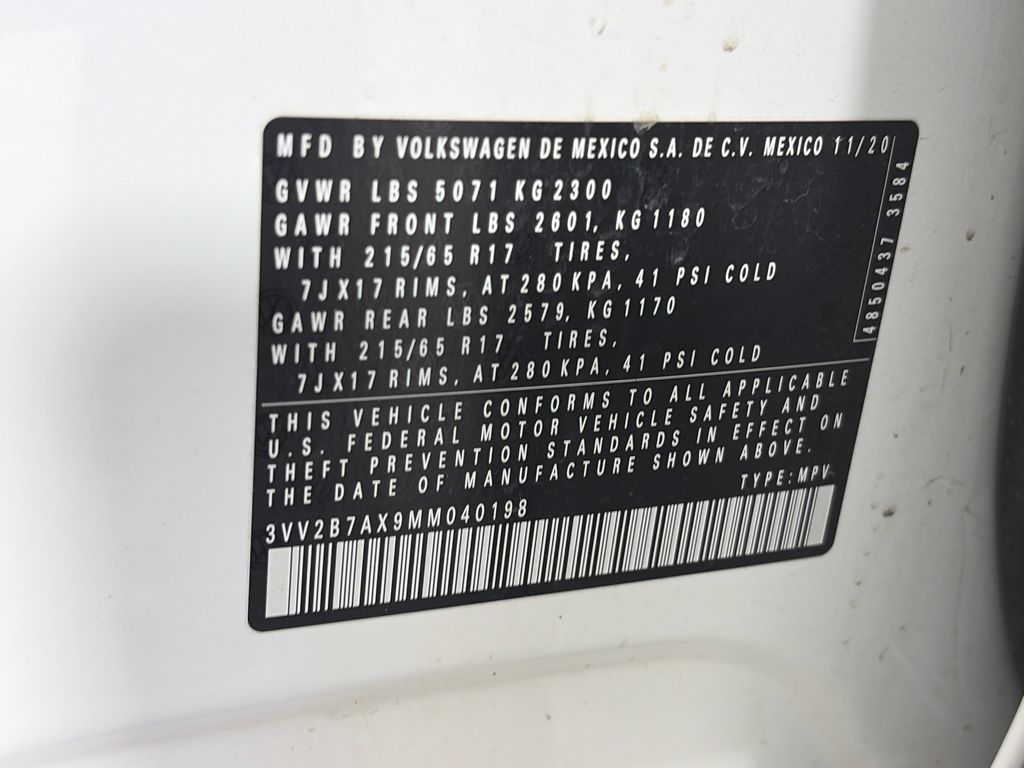 MFD BY VOLKSWAGEN DE MEXICO S.A. DE C.V. MEXICO 11/20
GVWR LBS 5071 KG 2300
GAWR FRONT LBS 2601, KG 1180
WITH 215/65 R17 TIRES,
7JX17 RIMS, AT 280 KPA, 41 PSI COLD
GAWR REAR LBS 2579, KG 1170
WITH 215/65 R17 TIRES,
7JX17 RIMS, AT 280 KPA, 41 PSI COLD
4850437 3584
THIS VEHICLE CONFORMS TO ALL APPLICABLE
U.S. FEDERAL MOTOR VEHICLE SAFETY AND
THEFT PREVENTION STANDARDS IN EFFECT ON
THE DATE OF MANUFACTURE SHOWN ABOVE.
TYPE: MPV
3VV2B7AX9MM040198